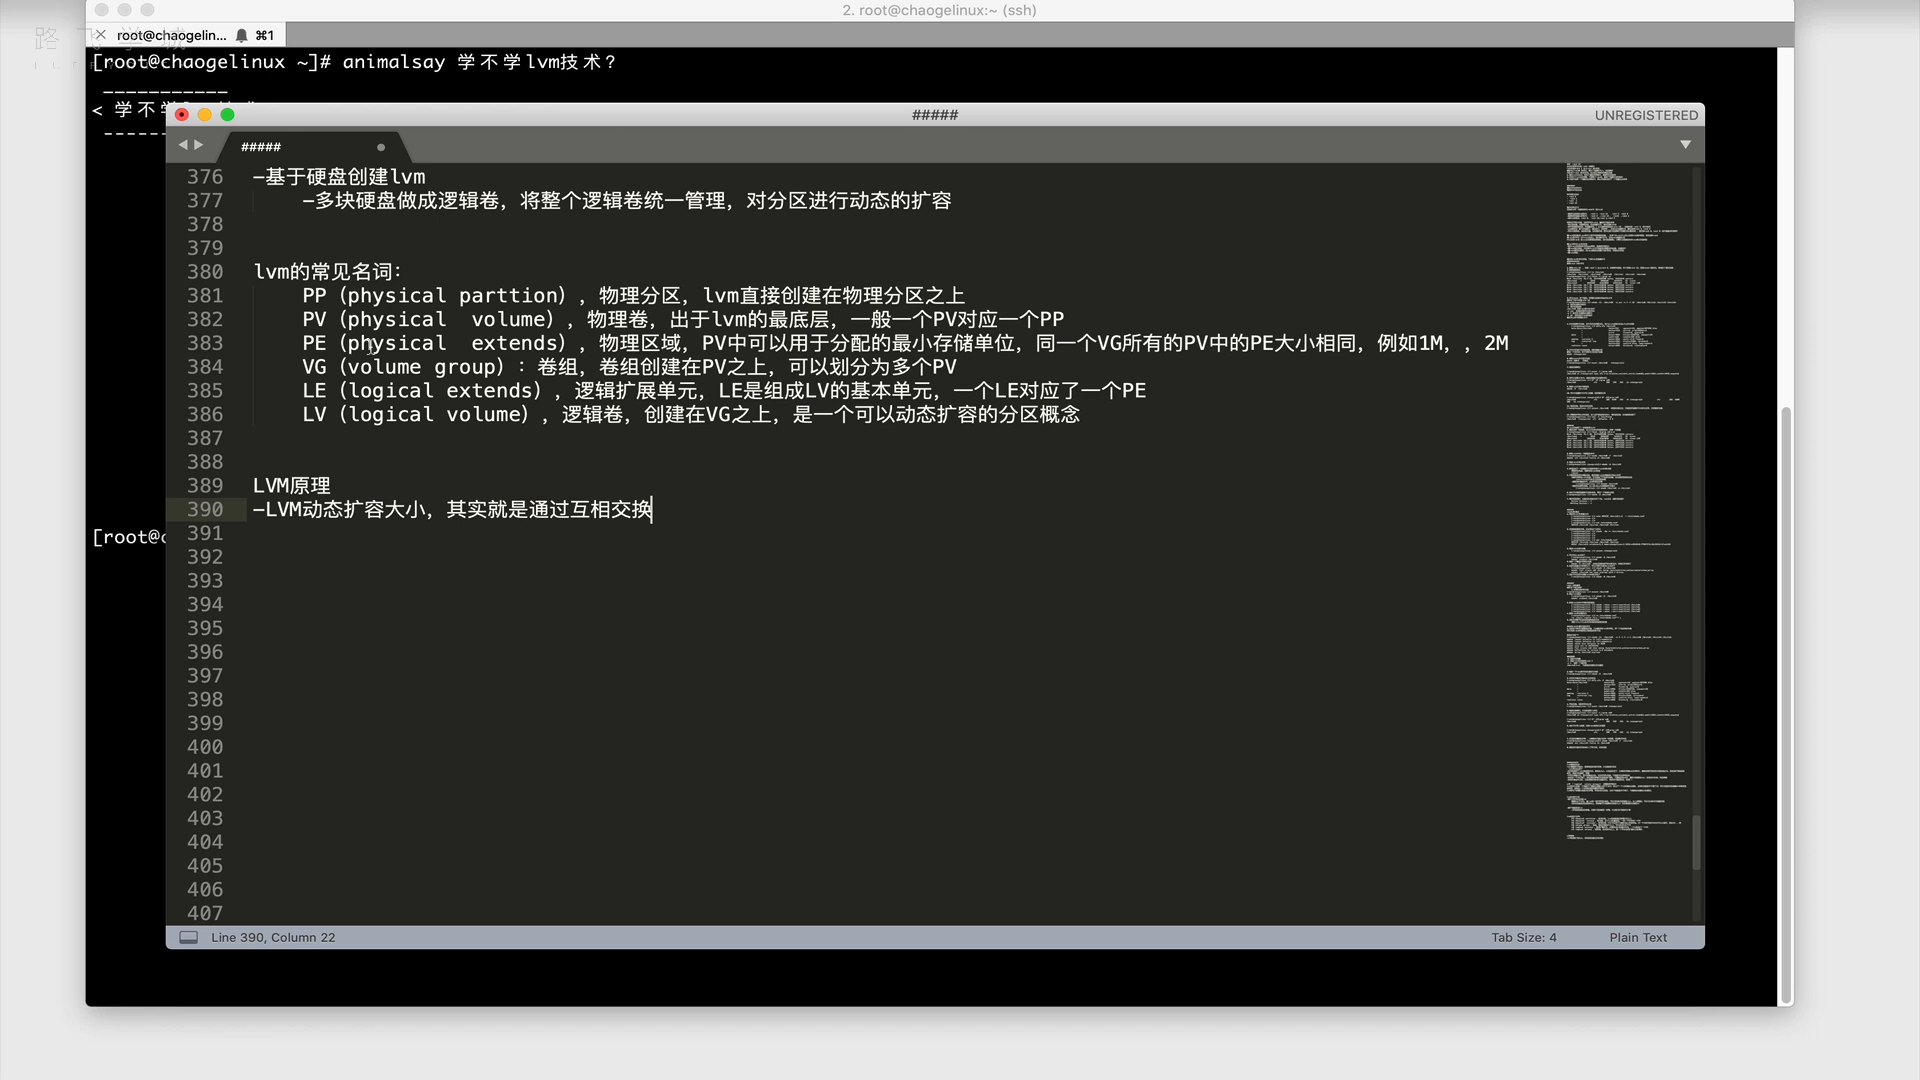 2. root@chaogelinux:~ (ssh)
root@chaogelin... ⌘1
[root@chaogelinux ~]# animalsay 学不学lvm技术？
< 学不学
[root@c
#####
UNREGISTERED
#####
376 -基于硬盘创建lvm
377 -多块硬盘做成逻辑卷，将整个逻辑卷统一管理，对分区进行动态的扩容
378
379
380 lvm的常见名词：
381 PP（physical parttion），物理分区，lvm直接创建在物理分区之上
382 PV（physical  volume），物理卷，出于lvm的最底层，一般一个PV对应一个PP
383 PE（physical  extends），物理区域，PV中可以用于分配的最小存储单位，同一个VG所有的PV中的PE大小相同，例如1M，，2M
384 VG（volume group）：卷组，卷组创建在PV之上，可以划分为多个PV
385 LE（logical extends），逻辑扩展单元，LE是组成LV的基本单元，一个LE对应了一个PE
386 LV（logical volume），逻辑卷，创建在VG之上，是一个可以动态扩容的分区概念
387
388
389 LVM原理
390 -LVM动态扩容大小，其实就是通过互相交换
391
392
393
394
395
396
397
398
399
400
401
402
403
404
405
406
407
Line 390, Column 22
Tab Size: 4
Plain Text